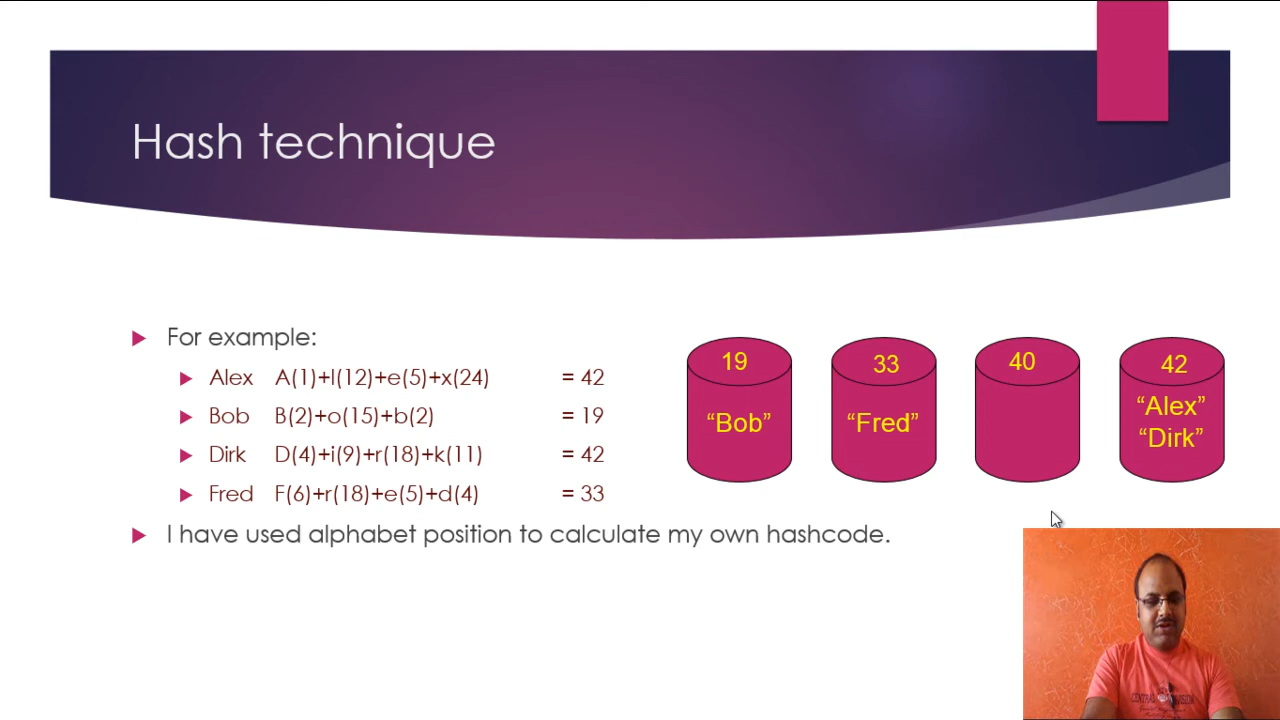 Hash technique
For example:
Alex A(1)+l(12)+e(5)+x(24) = 42
Bob B(2)+o(15)+b(2) = 19
Dirk D(4)+i(9)+r(18)+k(11) = 42
Fred F(6)+r(18)+e(5)+d(4) = 33
I have used alphabet position to calculate my own hashcode.
19
“Bob”
33
“Fred”
40
42
“Alex”
“Dirk”
CENTRAL